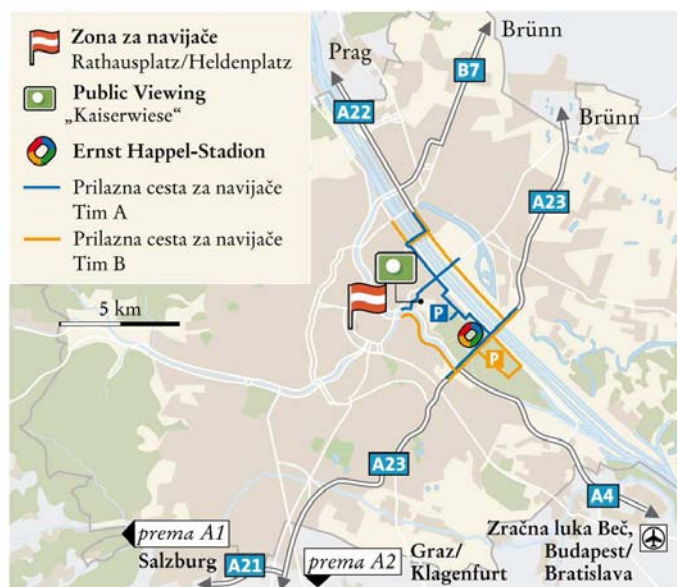 Zona za navijače
Rathausplatz/Heldenplatz
Public Viewing
„Kaiserwiese“
Ernst Happel-Stadion
Prilazna cesta za navijače
Tim A
Prilazna cesta za navijače
Tim B
5 km
Prag
Brünn
B7
A22
Brünn
A23
P
P
A23
A4
prema A1
Salzburg
A21
prema A2
Graz/
Klagenfurt
Zračna luka Beč,
Budapest/
Bratislava